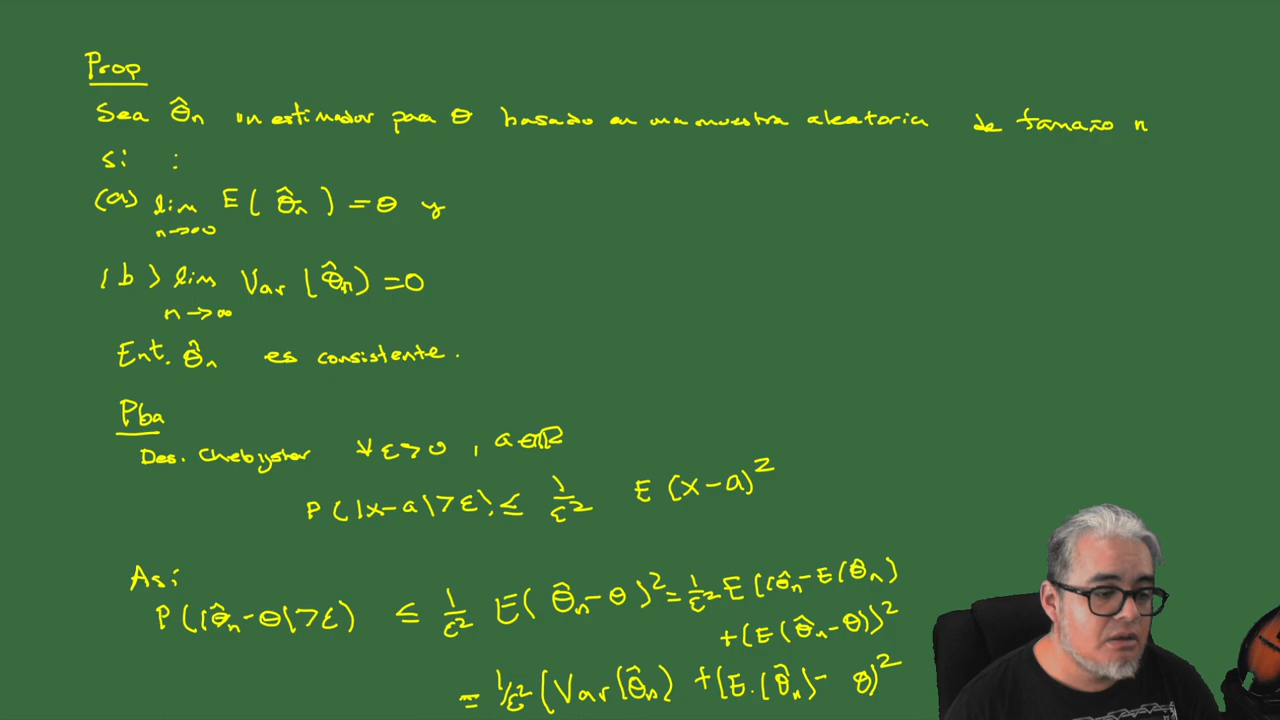 Prop
Sea θ̂n un estimador para θ basado en una muestra aleatoria de tamaño n
si :
(a) lim E(θ̂n) = θ y
n→∞
(b) lim Var(θ̂n) = 0
n→∞
Ent. θ̂n es consistente.
Pba
Des. Chebyshev ∀ε>0, a∈ℝ
P(|X-a|>ε) ≤ 1/ε² E(X-a)²
Así
P(|θ̂n-θ|>ε) ≤ 1/ε² E(θ̂n-θ)² = 1/ε² E((θ̂n-E(θ̂n)
+(E(θ̂n-θ))²
= 1/ε² (Var(θ̂n) + (E.(θ̂n)- θ)²